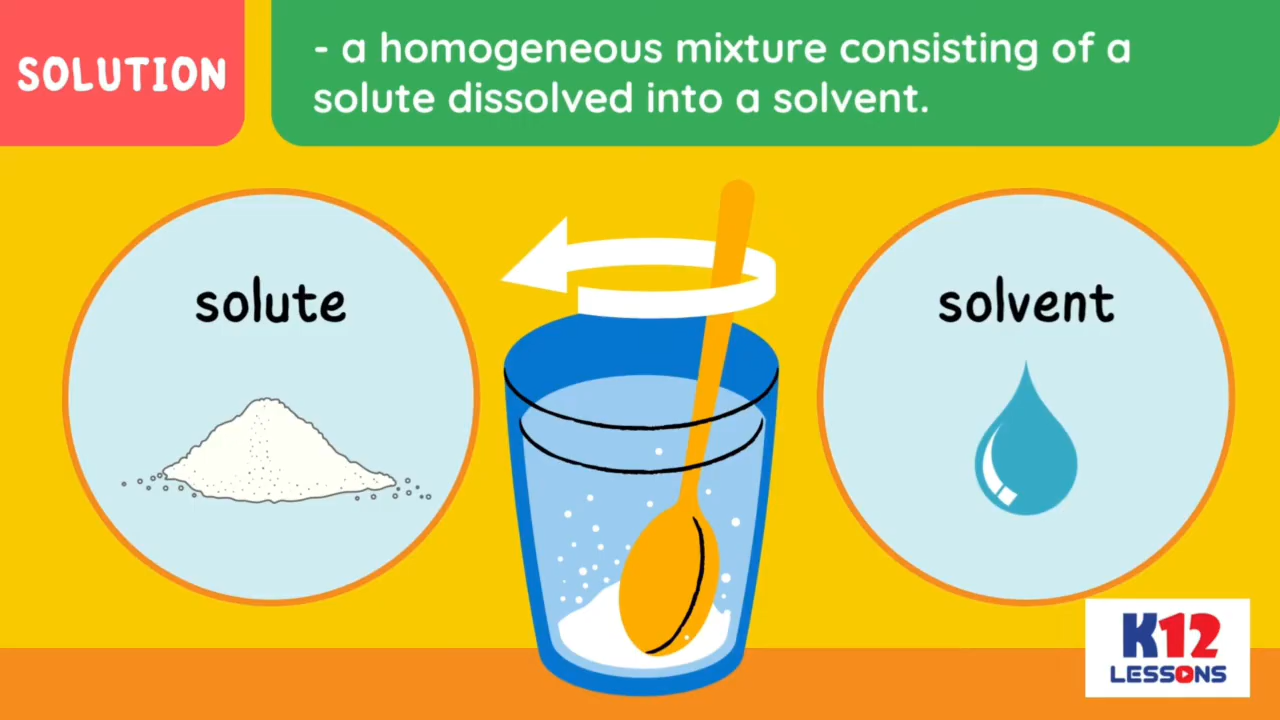 SOLUTION
- a homogeneous mixture consisting of a
solute dissolved into a solvent.
solute
solvent
K12
LESSONS